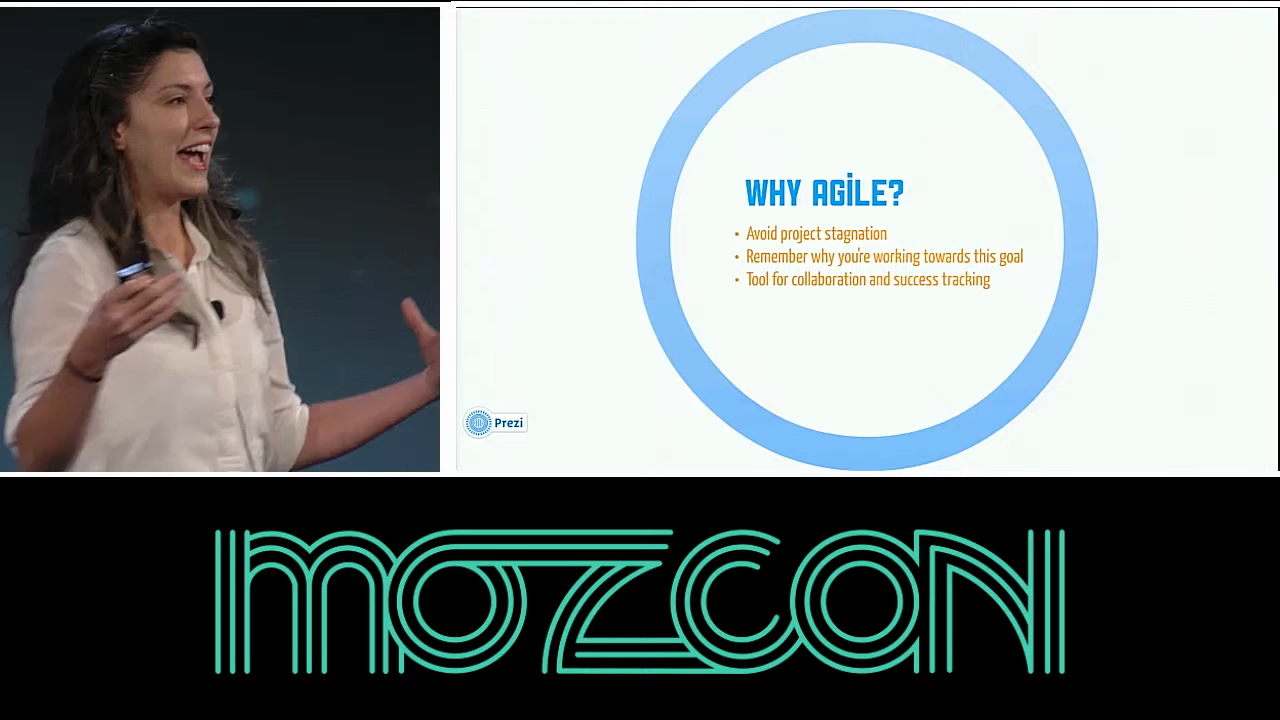 WHY AGILE?
• Avoid project stagnation
• Remember why you're working towards this goal
• Tool for collaboration and success tracking
Prezi
mozcon